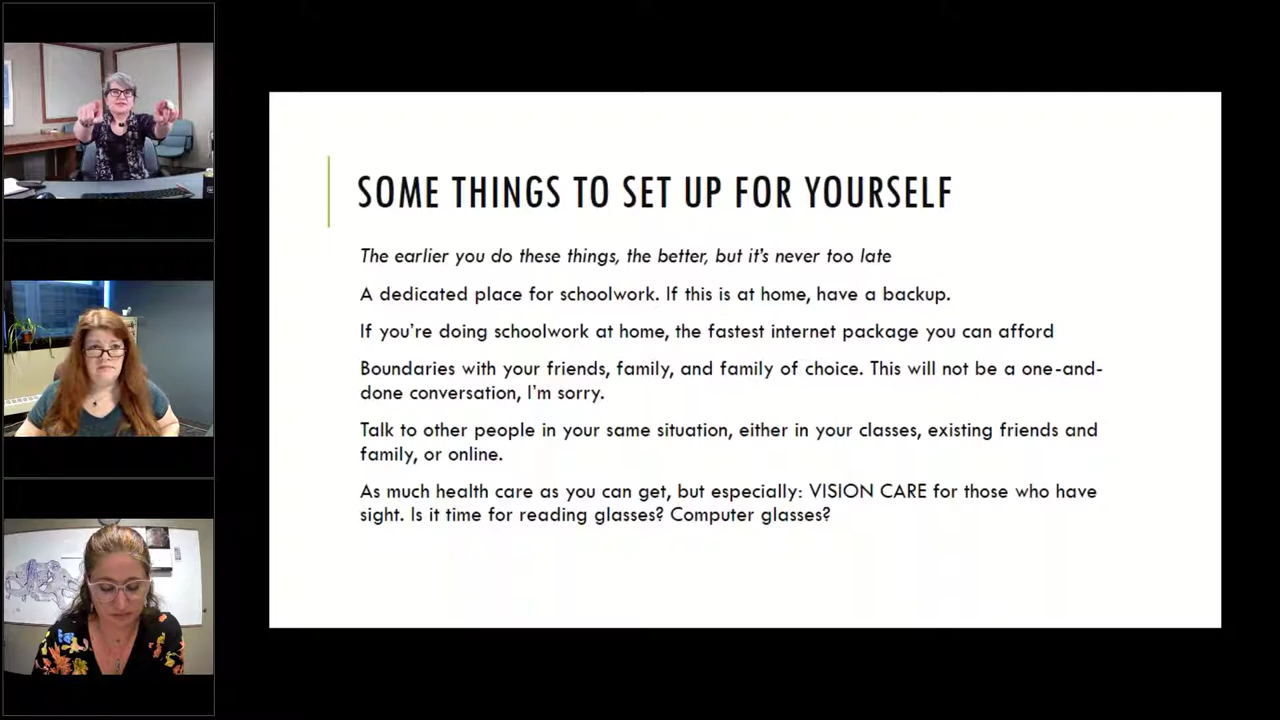 SOME THINGS TO SET UP FOR YOURSELF
The earlier you do these things, the better, but it's never too late
A dedicated place for schoolwork. If this is at home, have a backup.
If you're doing schoolwork at home, the fastest internet package you can afford
Boundaries with your friends, family, and family of choice. This will not be a one-and-
done conversation, I'm sorry.
Talk to other people in your same situation, either in your classes, existing friends and
family, or online.
As much health care as you can get, but especially: VISION CARE for those who have
sight. Is it time for reading glasses? Computer glasses?